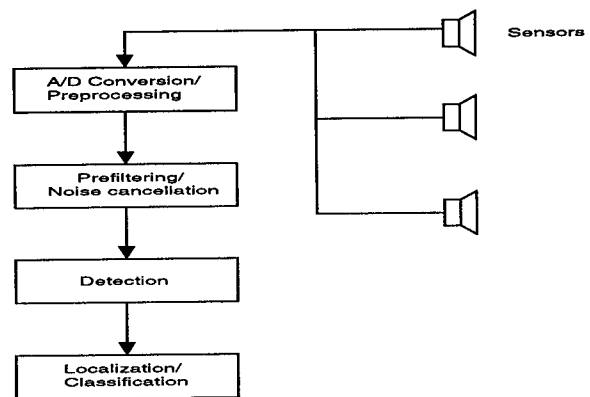 Sensors
A/D Conversion/
Preprocessing
Prefiltering/
Noise cancellation
Detection
Localization/
Classification